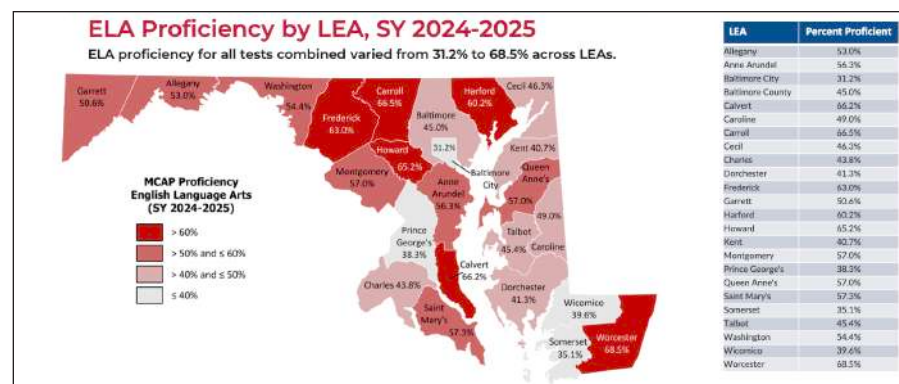 ELA Proficiency by LEA, SY 2024-2025
ELA proficiency for all tests combined varied from 31.2% to 68.5% across LEAs.
Garrett
50.6%
Allegany
53.0%
Washington
54.4%
Frederick
63.0%
Carroll
66.5%
Baltimore
45.0%
Harford
60.2%
Cecil 46.3%
Howard
65.2%
31.2%
Baltimore
City
Kent 40.7%
Montgomery
57.0%
Anne
Arundel
56.3%
Queen
Anne's
57.0%
49.0%
Caroline
Talbot
45.4%
Prince
George's
38.3%
Calvert
66.2%
Charles 43.8%
Saint
Mary's
57.3%
Dorchester
41.3%
Wicomico
39.6%
Somerset
35.1%
Worcester
68.5%
MCAP Proficiency
English Language Arts
(SY 2024-2025)
> 60%
> 50% and ≤ 60%
> 40% and ≤ 50%
≤ 40%
LEA Percent Proficient
Allegany 53.0%
Anne Arundel 56.3%
Baltimore City 31.2%
Baltimore County 45.0%
Calvert 66.2%
Caroline 49.0%
Carroll 66.5%
Cecil 46.3%
Charles 43.8%
Dorchester 41.3%
Frederick 63.0%
Garrett 50.6%
Harford 60.2%
Howard 65.2%
Kent 40.7%
Montgomery 57.0%
Prince George's 38.3%
Queen Anne's 57.0%
Saint Mary's 57.3%
Somerset 35.1%
Talbot 45.4%
Washington 54.4%
Wicomico 39.6%
Worcester 68.5%